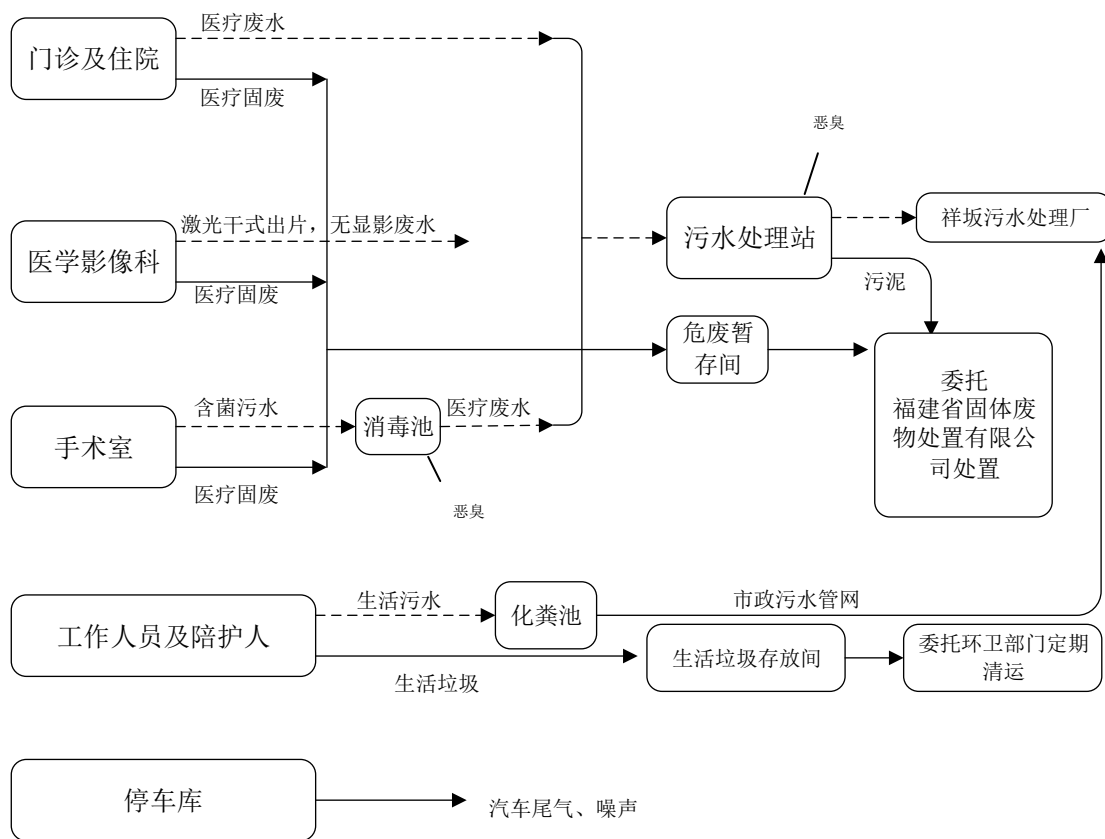 医疗废水
门诊及住院
医疗固废
恶臭
激光干式出片，无显影废水
医学影像科
医疗固废
污水处理站
祥坂污水处理厂
污泥
危废暂
存间
委托
福建省固体废
物处置有限公
司处置
含菌污水
手术室
消毒池
医疗废水
医疗固废
恶臭
生活污水
化粪池
市政污水管网
工作人员及陪护人
生活垃圾
生活垃圾存放间
委托环卫部门定期
清运
停车库
汽车尾气、噪声